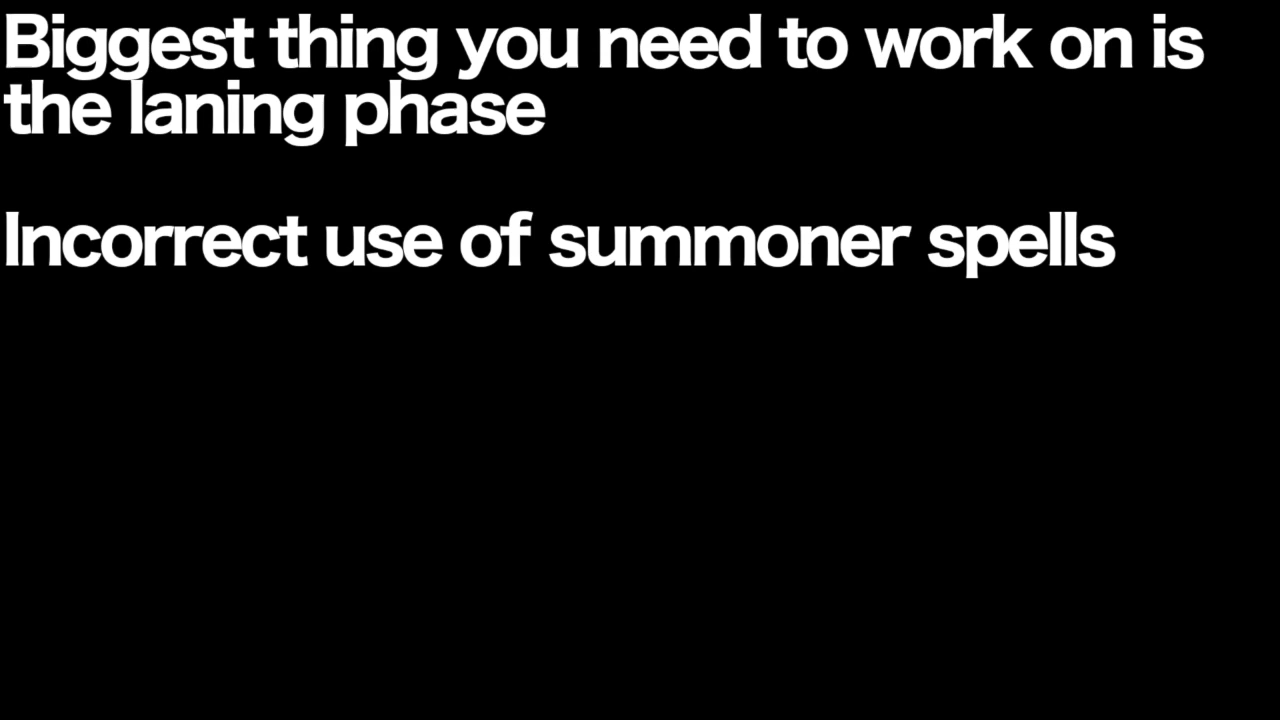 Biggest thing you need to work on is
the laning phase
Incorrect use of summoner spells